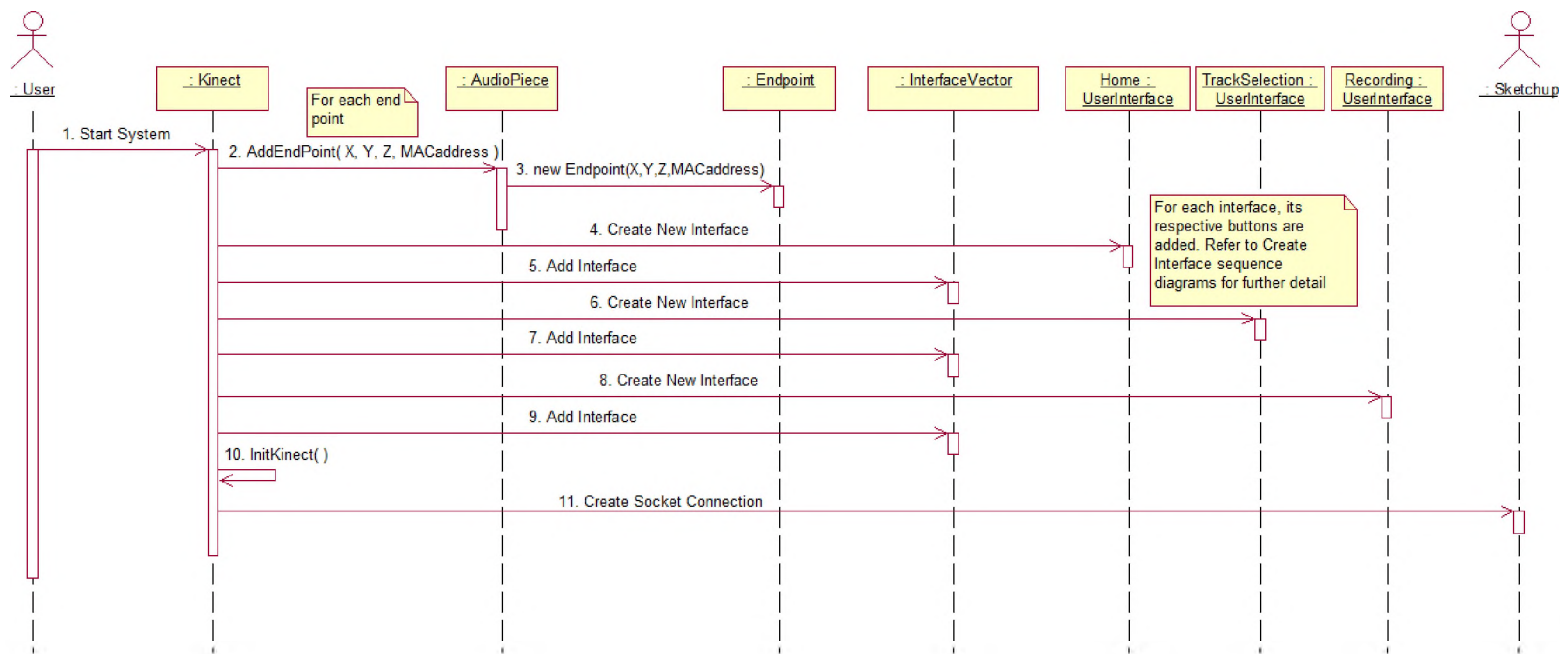 : User
: Kinect
: AudioPiece
: Endpoint
: InterfaceVector
Home :
UserInterface
TrackSelection :
UserInterface
Recording :
UserInterface
: Sketchup
For each end
point
1. Start System
2. AddEndPoint( X, Y, Z, MACaddress )
3. new Endpoint(X,Y,Z,MACaddress)
For each interface, its
respective buttons are
added. Refer to Create
Interface sequence
diagrams for further detail
4. Create New Interface
5. Add Interface
6. Create New Interface
7. Add Interface
8. Create New Interface
9. Add Interface
10. InitKinect( )
11. Create Socket Connection